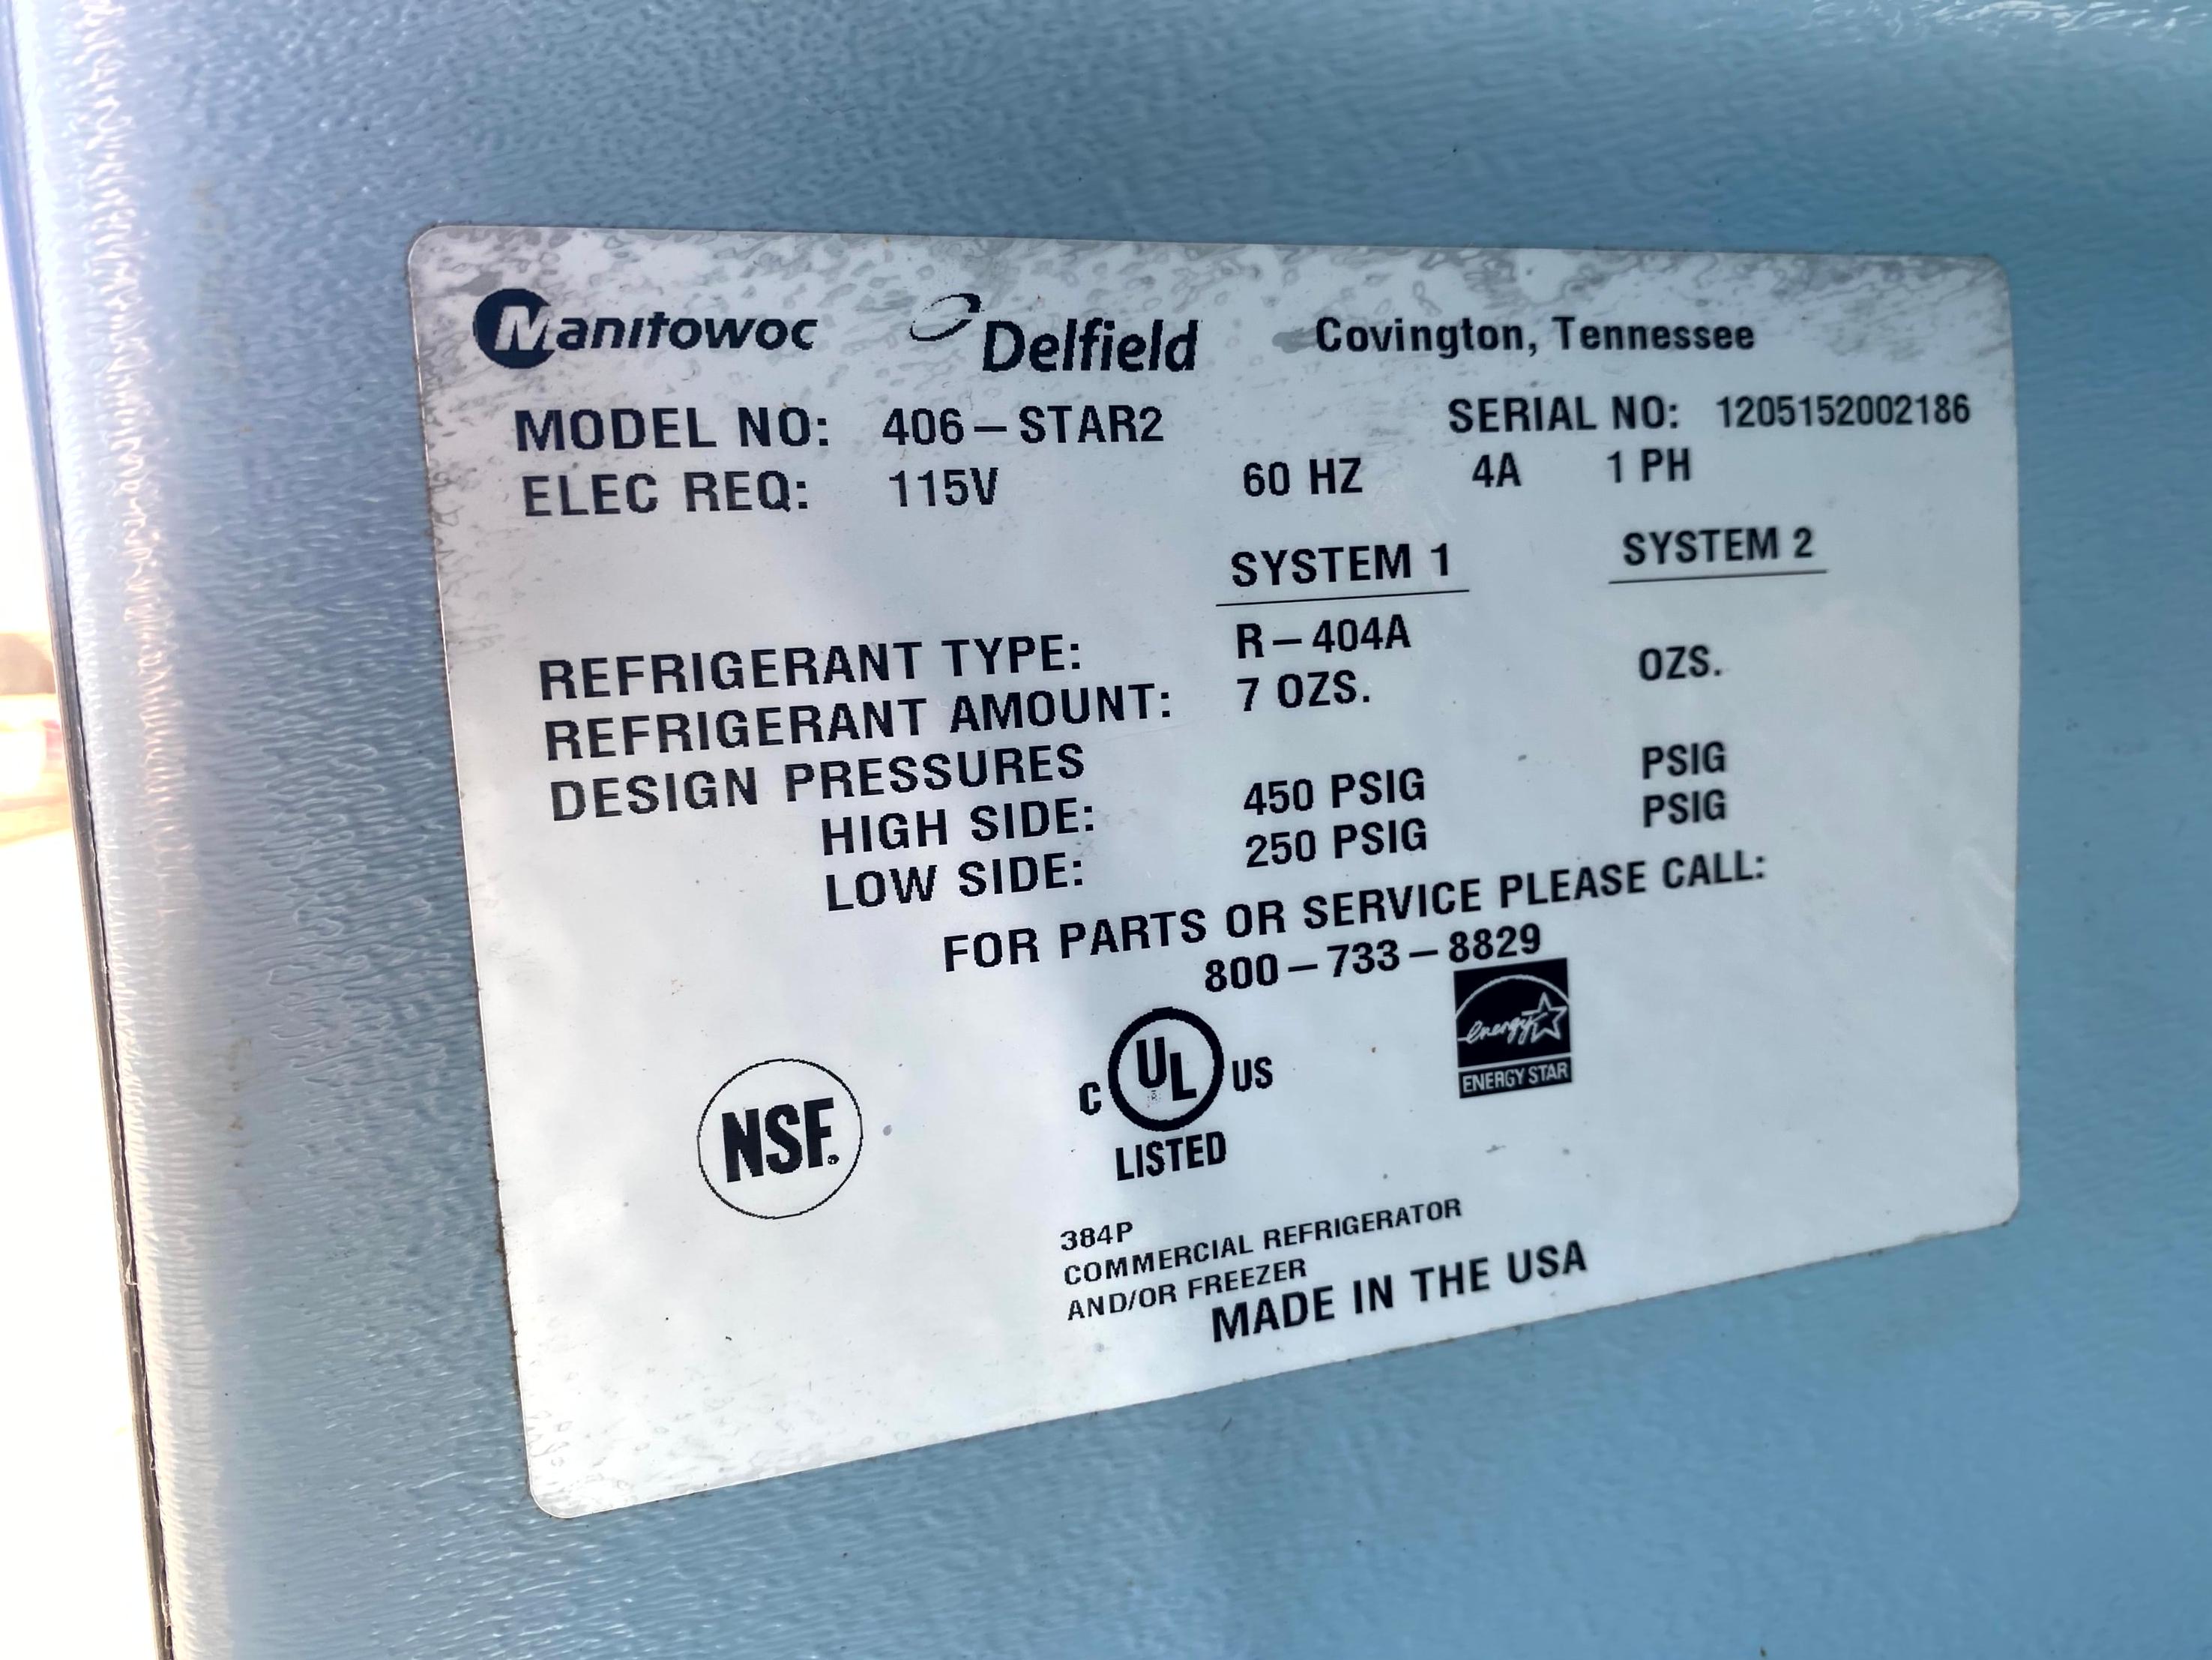 Manitowoc Delfield Covington, Tennessee
MODEL NO: 406-STAR2 SERIAL NO: 1205152002186
ELEC REQ: 115V 60 HZ 4A 1 PH
SYSTEM 1 SYSTEM 2
REFRIGERANT TYPE: R-404A
REFRIGERANT AMOUNT: 7 OZS. OZS.
DESIGN PRESSURES
HIGH SIDE: 450 PSIG PSIG
LOW SIDE: 250 PSIG PSIG
FOR PARTS OR SERVICE PLEASE CALL:
800-733-8829
NSF.
C UL US
LISTED
energy
ENERGY STAR
384P
COMMERCIAL REFRIGERATOR
AND/OR FREEZER
MADE IN THE USA